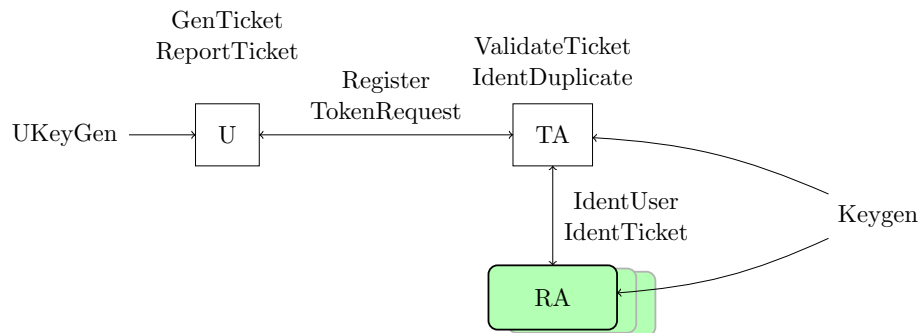 GenTicket
ReportTicket
ValidateTicket
IdentDuplicate
Register
TokenRequest
UKeyGen
U
TA
IdentUser
IdentTicket
Keygen
RA